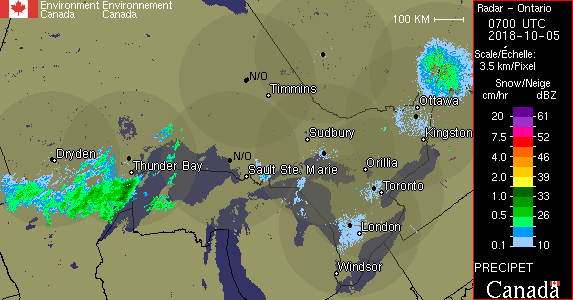 Environment Environnement
Canada Canada
100 KM
N/O
Timmins
Ottawa
Sudbury
Kingston
Dryden
Thunder Bay
N/O
Sault Ste. Marie
Orillia
Toronto
London
Windsor
Radar - Ontario
0700 UTC
2018-10-05
Scale/Échelle:
3.5 km/Pixel
Snow/Neige
cm/hr dBZ
20 61
7.5 52
4.0 46
2.0 39
1.0 33
0.5 26
0.1 10
PRECIPET
Canada